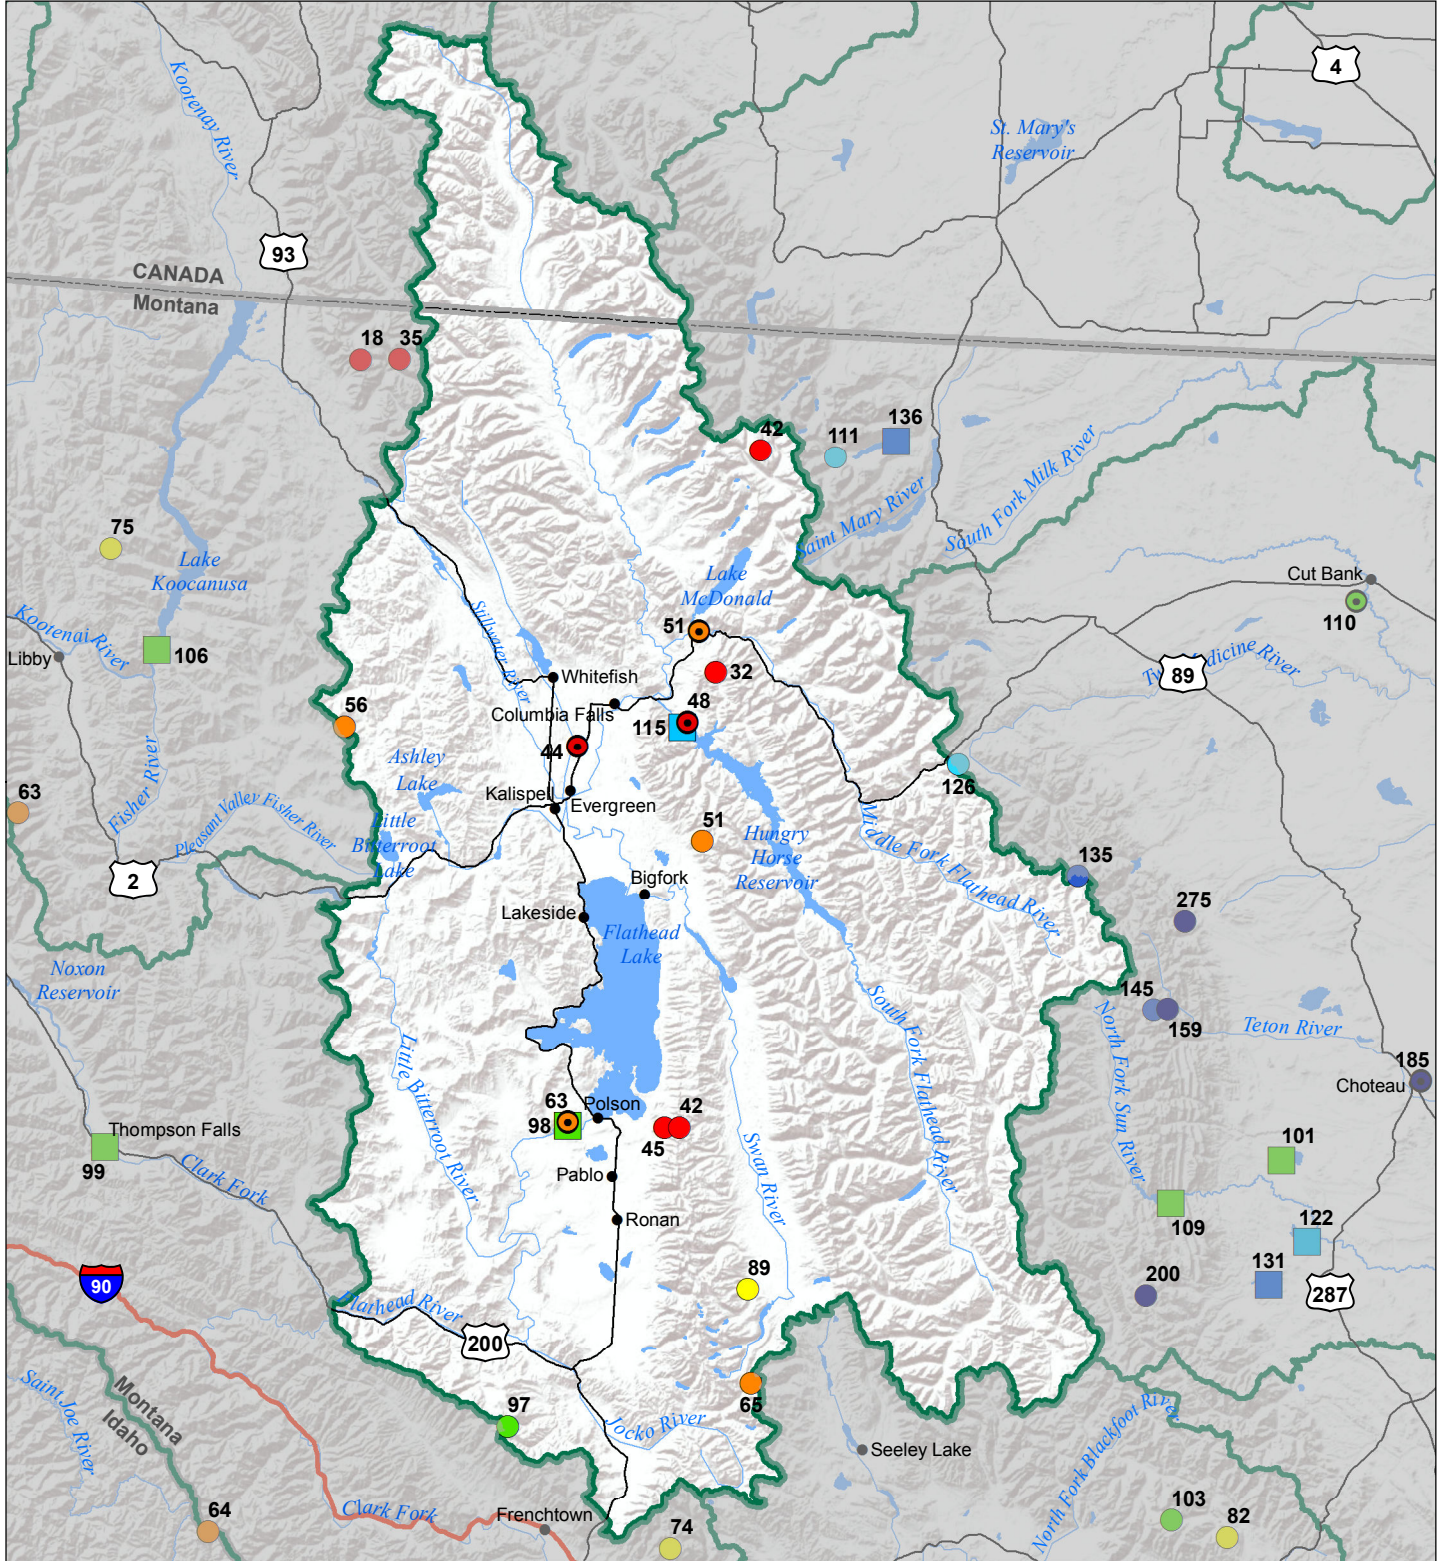 4
Kootenay River
St. Mary's
Reservoir
93
CANADA
Montana
18
35
42
111
136
Saint Mary River
South Fork Milk River
75
Lake
Koocanusa
Lake
McDonald
Cut Bank
110
Kootenai River
Libby
106
Stillwater River
51
Two Medicine River
89
32
Whitefish
48
Columbia Falls
115
56
44
Ashley
Lake
126
63
Fisher River
Kalispell
Evergreen
Pleasant Valley Fisher River
Little
Bitterroot
Lake
51
Hungry
Horse
Reservoir
Middle Fork Flathead River
2
135
Bigfork
275
Lakeside
Flathead
Lake
Noxon
Reservoir
145
159
North Fork Sun River
Teton River
South Fork Flathead River
Little Bitterroot River
185
Choteau
63
Polson
98
42
45
Thompson Falls
99
Clark Fork
Swan River
101
Pablo
109
Ronan
122
90
89
131
200
287
Flathead River
200
65
Saint Joe River
Montana
Idaho
97
Jocko River
Seeley Lake
North Fork Blackfoot River
64
Clark Fork
Frenchtown
74
103
82